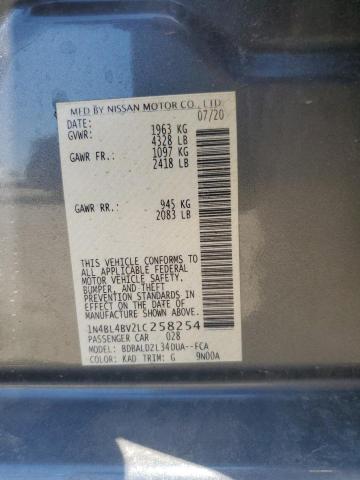 MFD BY NISSAN MOTOR CO., LTD.
DATE: 07/20
GVWR: 1963 KG
4328 LB
GAWR FR.: 1097 KG
2418 LB
GAWR RR.: 945 KG
2083 LB
THIS VEHICLE CONFORMS TO
ALL APPLICABLE FEDERAL
MOTOR VEHICLE SAFETY,
BUMPER, AND THEFT
PREVENTION STANDARDS IN
EFFECT ON THE DATE OF
MANUFACTURE SHOWN ABOVE.
1N4BL4BV2LC258254
PASSENGER CAR 028
MODEL: BDBALDZL34DUA--FCA
COLOR: KAD TRIM: G 9N00A